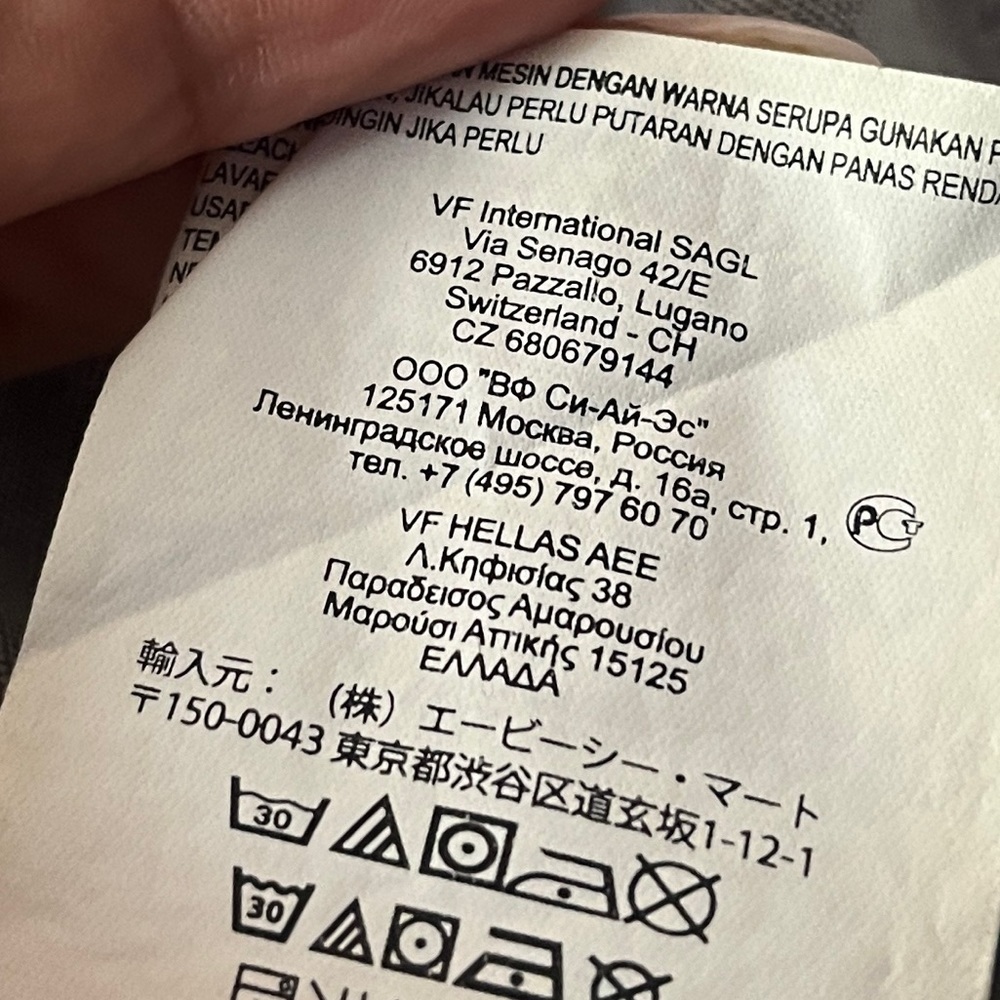 MESIN DENGAN WARNA SERUPA GUNAKAN
JIKALAU PERLU PUTARAN DENGAN PANAS
JIKA PERLU
VF International SAGL
Via Senago 42/E
6912 Pazzallo, Lugano
Switzerland - CH
CZ 680679144
ООО "ВФ Си-Ай-Эс"
125171 Москва, Россия
Ленинградское шоссе, д. 16а, стр. 1,
тел. +7 (495) 797 60 70
VF HELLAS AEE
Λ.Κηφισίας 38
Παραδεισος Αμαρουσίου
Μαρούσι Αττικής 15125
ΕΛΛΑΔΑ
輸入元： (株) エービーシー・マート
〒150-0043 東京都渋谷区道玄坂1-12-1
30
30